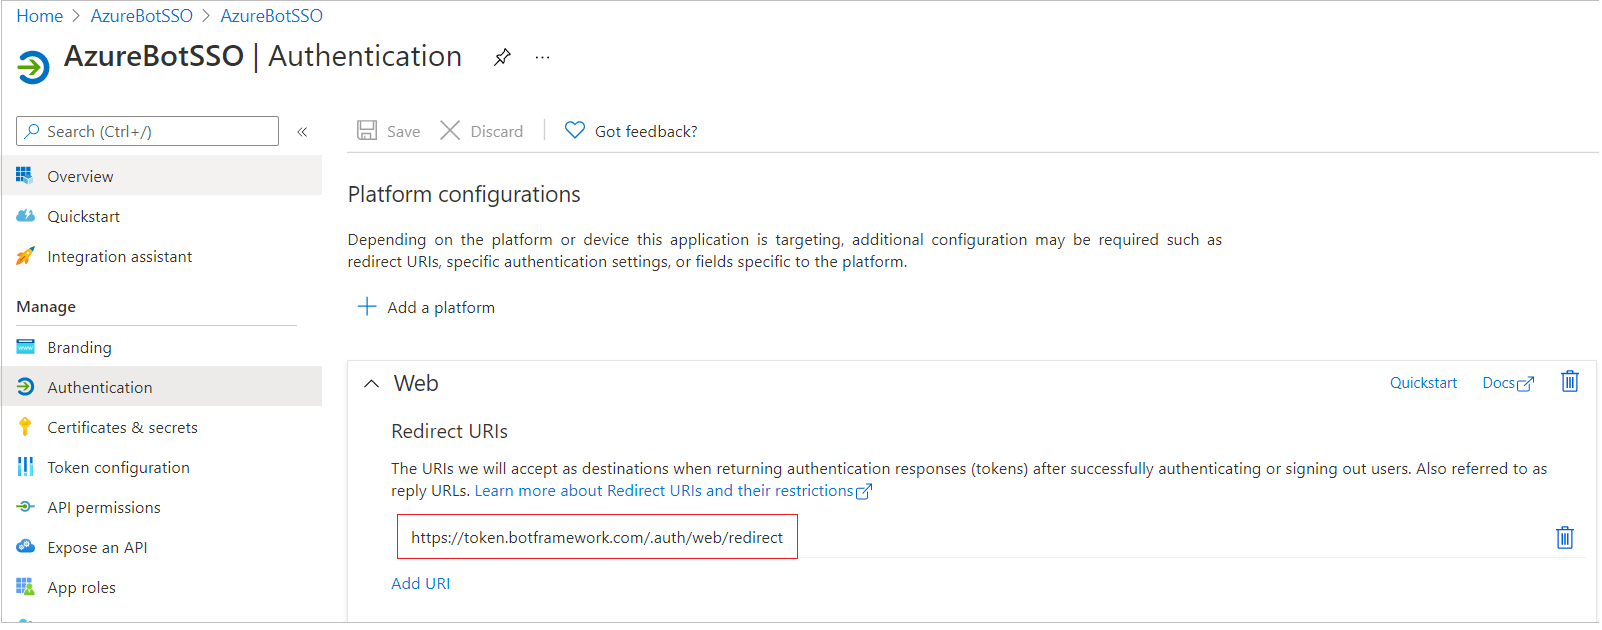 Home > AzureBotSSO > AzureBotSSO
AzureBotSSO | Authentication
Search (Ctrl+/)
Overview
Quickstart
Integration assistant
Manage
Branding
Authentication
Certificates & secrets
Token configuration
API permissions
Expose an API
App roles
Save Discard Got feedback?
Platform configurations
Depending on the platform or device this application is targeting, additional configuration may be required such as
redirect URIs, specific authentication settings, or fields specific to the platform.
Add a platform
Web Quickstart Docs
Redirect URIs
The URIs we will accept as destinations when returning authentication responses (tokens) after successfully authenticating or signing out users. Also referred to as
reply URLs. Learn more about Redirect URIs and their restrictions
https://token.botframework.com/.auth/web/redirect
Add URI